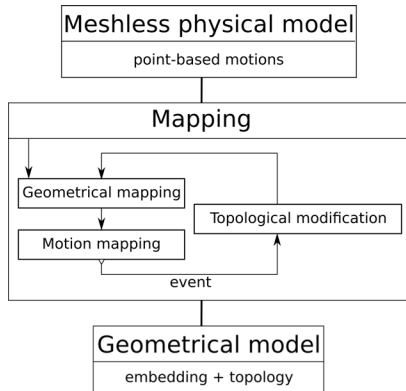 Meshless physical model
point-based motions
Mapping
Geometrical mapping
Topological modification
Motion mapping
event
Geometrical model
embedding + topology